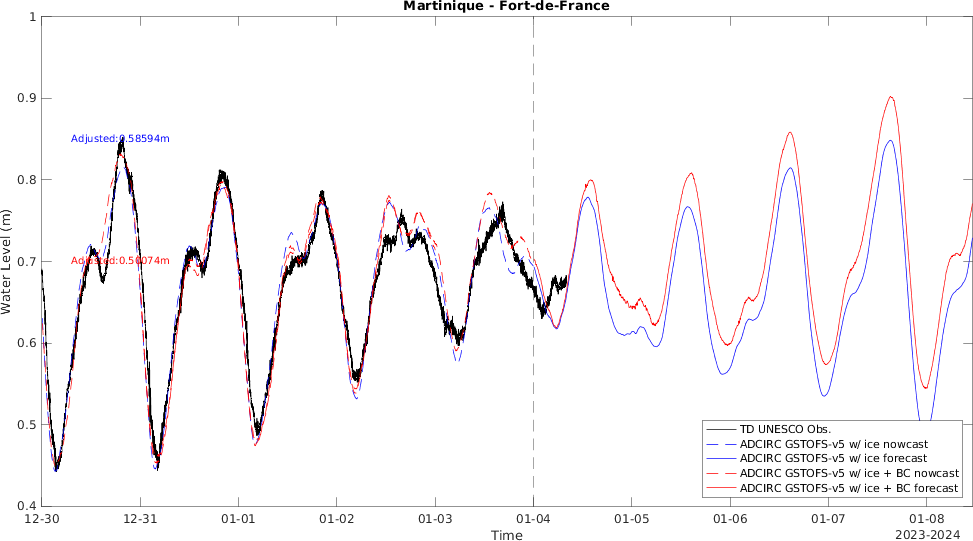 Martinique - Fort-de-France
1
0.9
0.8
0.7
0.6
0.5
0.4
Water Level (m)
Adjusted:0.58594m
TD UNESCO Obs.
ADCIRC GSTOFS-v5 w/ ice nowcast
ADCIRC GSTOFS-v5 w/ ice forecast
ADCIRC GSTOFS-v5 w/ ice + BC nowcast
ADCIRC GSTOFS-v5 w/ ice + BC forecast
12-30 12-31 01-01 01-02 01-03 01-04 01-05 01-06 01-07 01-08
Time
2023-2024